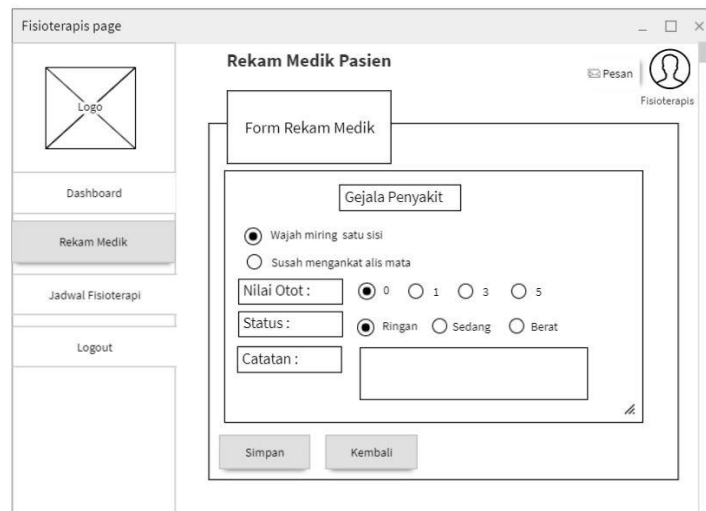 Fisioterapis page
Rekam Medik Pasien
Pesan
Fisioterapis
Logo
Dashboard
Rekam Medik
Jadwal Fisioterapi
Logout
Form Rekam Medik
Gejala Penyakit
Wajah miring satu sisi
Susah mengankat alis mata
Nilai Otot : 0 1 3 5
Status : Ringan Sedang Berat
Catatan :
Simpan Kembali